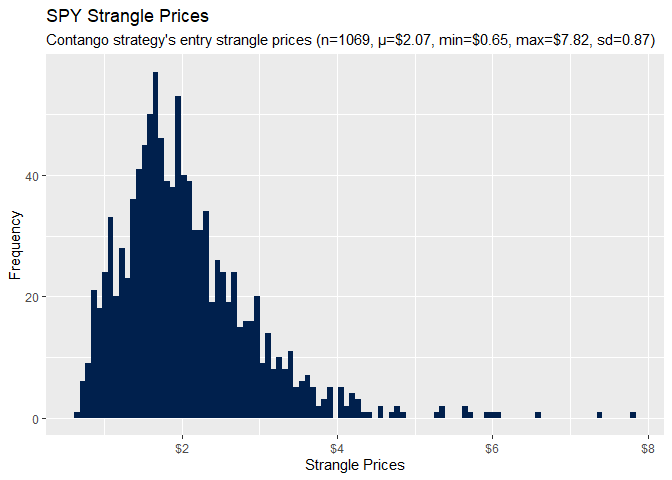 SPY Strangle Prices
Contango strategy's entry strangle prices (n=1069, µ=$2.07, min=$0.65, max=$7.82, sd=0.87)
Frequency
40
20
0
$2 $4 $6 $8
Strangle Prices